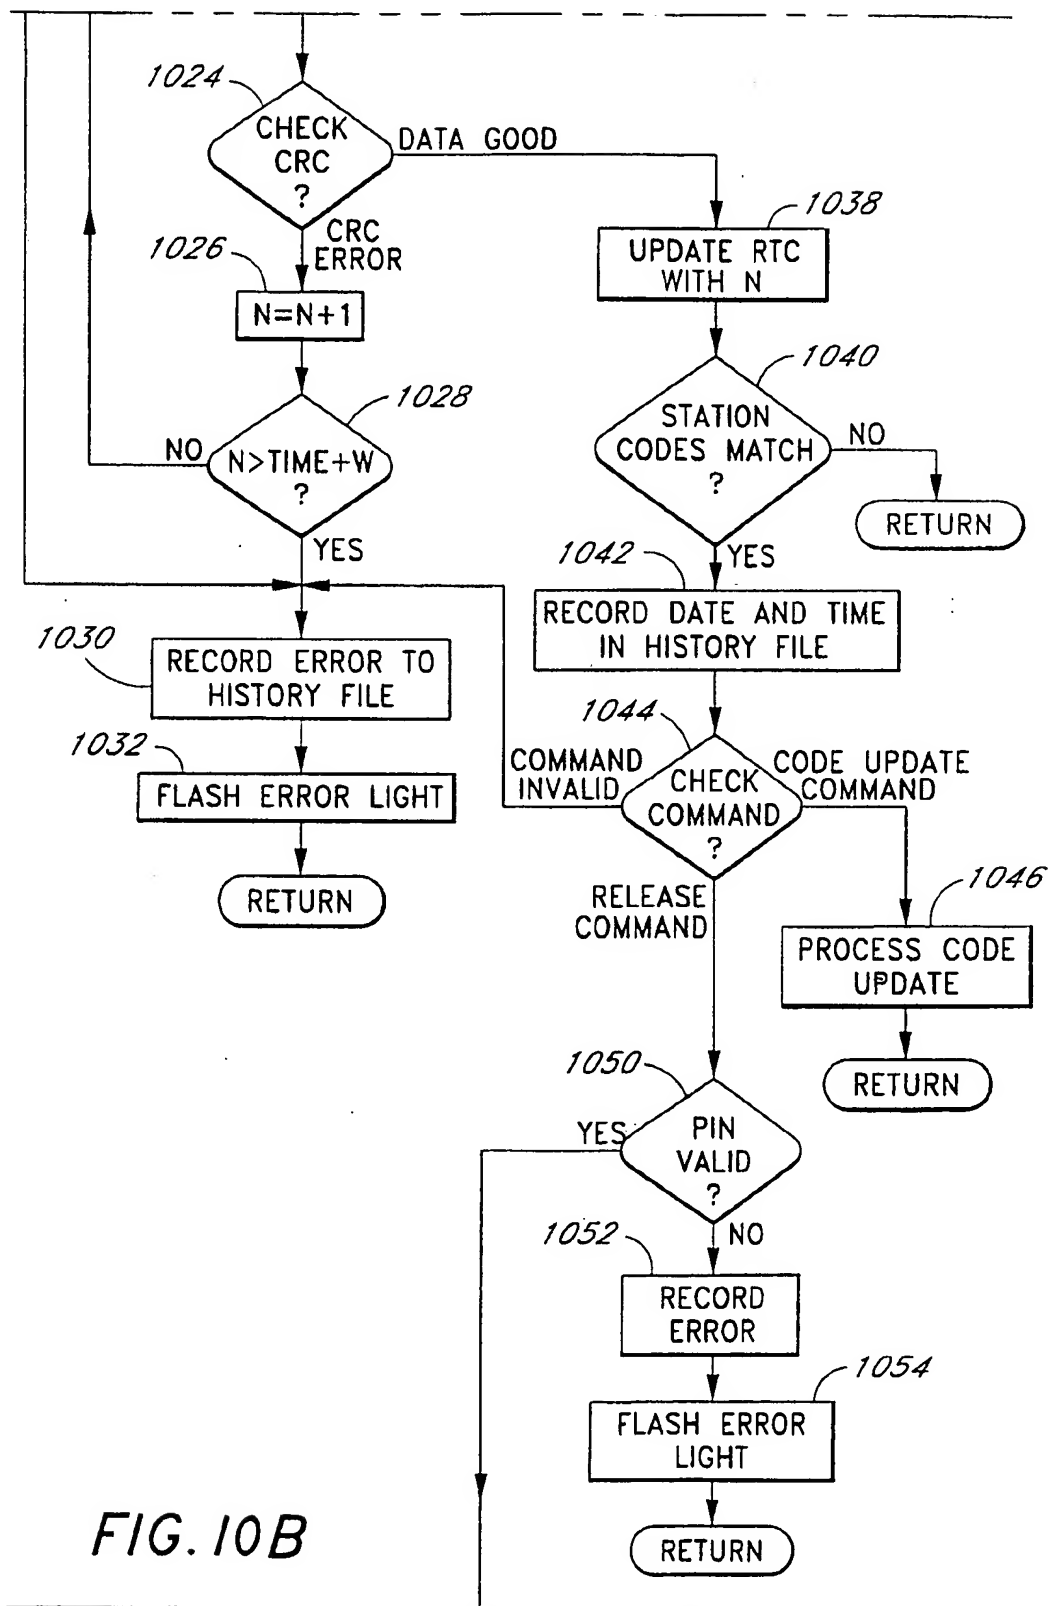 1024
CHECK
CRC
?
DATA GOOD
CRC
ERROR
1026
N=N+1
1028
N>TIME+W
?
NO
YES
1030
RECORD ERROR TO
HISTORY FILE
1032
FLASH ERROR LIGHT
RETURN
1038
UPDATE RTC
WITH N
1040
STATION
CODES MATCH
?
NO
RETURN
YES
1042
RECORD DATE AND TIME
IN HISTORY FILE
1044
CHECK
COMMAND
?
COMMAND
INVALID
CODE UPDATE
COMMAND
1046
PROCESS CODE
UPDATE
RETURN
RELEASE
COMMAND
1050
PIN
VALID
?
YES
NO
1052
RECORD
ERROR
1054
FLASH ERROR
LIGHT
RETURN
FIG. 10B